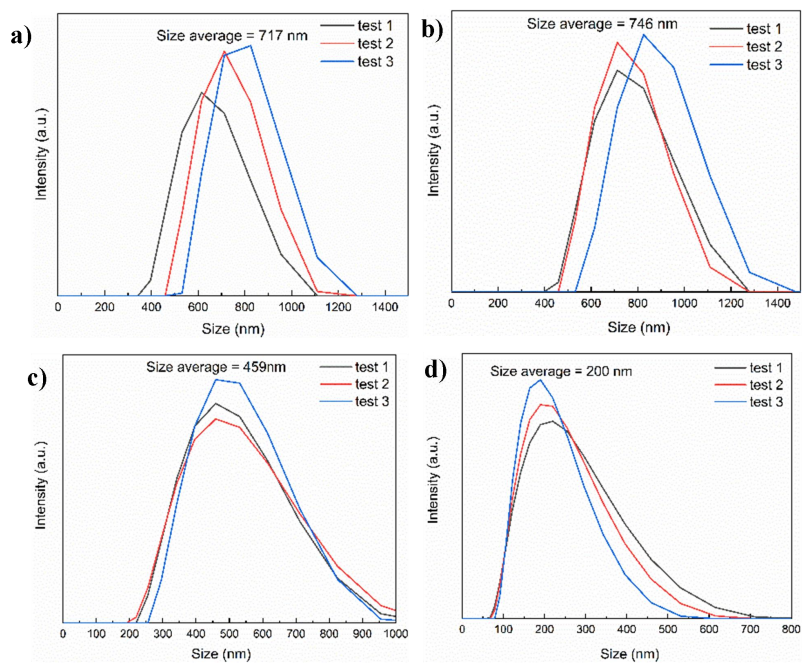 a)
Size average = 717 nm
test 1
test 2
test 3
Intensity (a.u.)
0 200 400 600 800 1000 1200 1400
Size (nm)
b)
Size average = 746 nm
test 1
test 2
test 3
Intensity (a.u.)
0 200 400 600 800 1000 1200 1400
Size (nm)
c)
Size average = 459nm
test 1
test 2
test 3
Intensity (a.u.)
0 100 200 300 400 500 600 700 800 900 1000
Size (nm)
d)
Size average = 200 nm
test 1
test 2
test 3
Intensity (a.u.)
0 100 200 300 400 500 600 700 800
Size (nm)